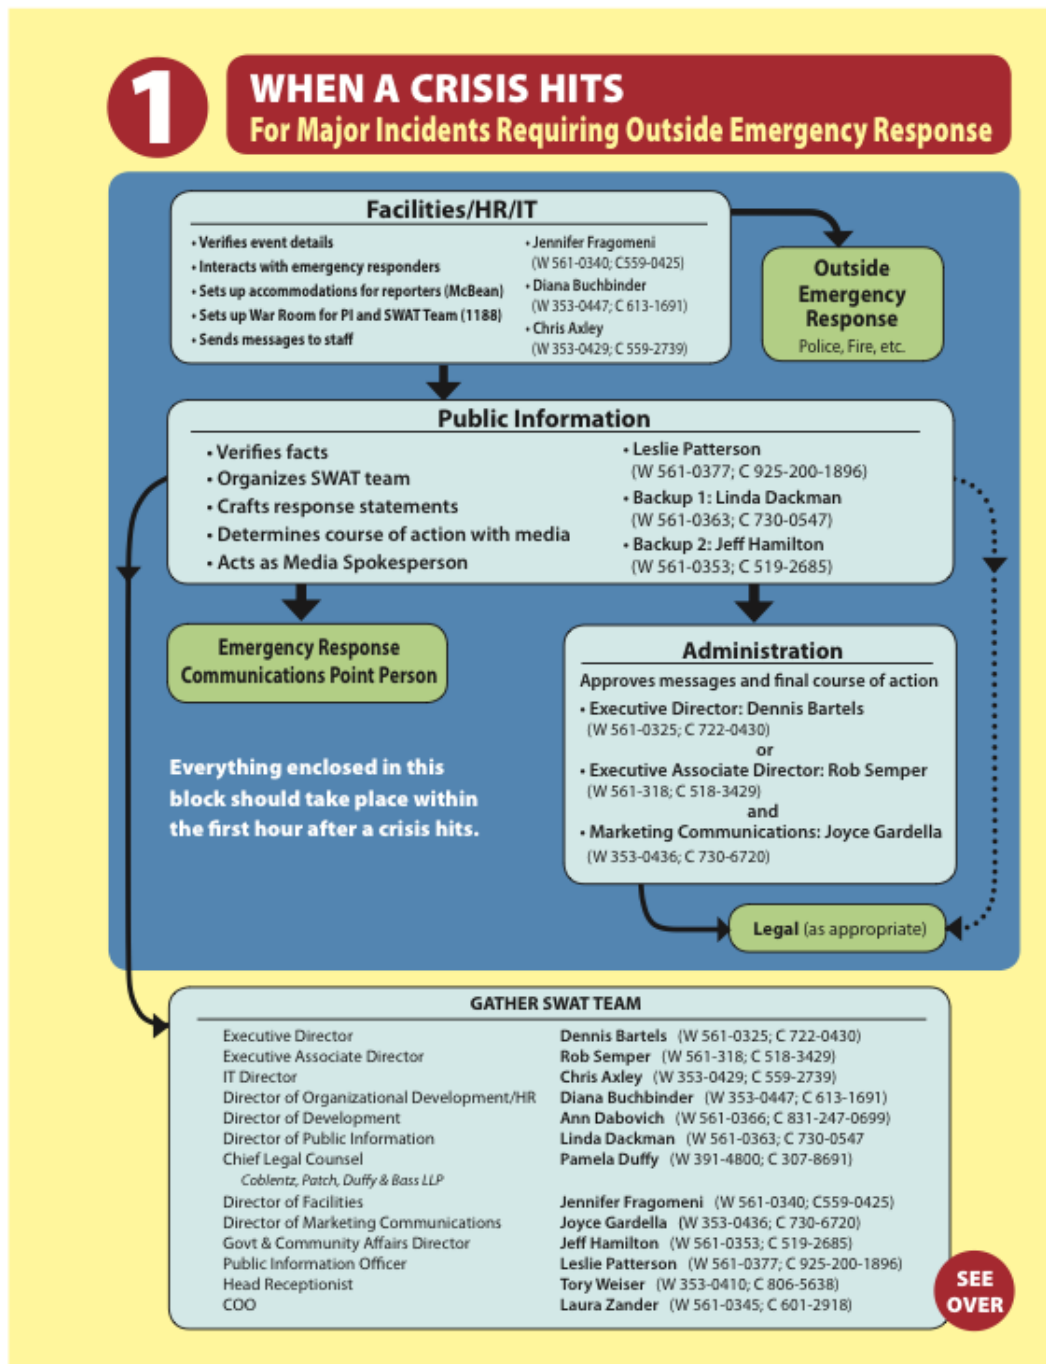 1
WHEN A CRISIS HITS
For Major Incidents Requiring Outside Emergency Response
Facilities/HR/IT
• Verifies event details
• Interacts with emergency responders
• Sets up accommodations for reporters (McBean)
• Sets up War Room for PI and SWAT Team (1188)
• Sends messages to staff
• Jennifer Fragomeni
(W 561-0340; C559-0425)
• Diana Buchbinder
(W 353-0447; C 613-1691)
• Chris Axley
(W 353-0429; C 559-2739)
Outside
Emergency
Response
Police, Fire, etc.
Public Information
• Verifies facts
• Organizes SWAT team
• Crafts response statements
• Determines course of action with media
• Acts as Media Spokesperson
• Leslie Patterson
(W 561-0377; C 925-200-1896)
• Backup 1: Linda Dackman
(W 561-0363; C 730-0547)
• Backup 2: Jeff Hamilton
(W 561-0353; C 519-2685)
Emergency Response
Communications Point Person
Everything enclosed in this
block should take place within
the first hour after a crisis hits.
Administration
Approves messages and final course of action
• Executive Director: Dennis Bartels
(W 561-0325; C 722-0430)
or
• Executive Associate Director: Rob Semper
(W 561-318; C 518-3429)
and
• Marketing Communications: Joyce Gardella
(W 353-0436; C 730-6720)
Legal (as appropriate)
GATHER SWAT TEAM
Executive Director Dennis Bartels (W 561-0325; C 722-0430)
Executive Associate Director Rob Semper (W 561-318; C 518-3429)
IT Director Chris Axley (W 353-0429; C 559-2739)
Director of Organizational Development/HR Diana Buchbinder (W 353-0447; C 613-1691)
Director of Development Ann Dabovich (W 561-0366; C 831-247-0699)
Director of Public Information Linda Dackman (W 561-0363; C 730-0547
Chief Legal Counsel Pamela Duffy (W 391-4800; C 307-8691)
Coblentz, Patch, Duffy & Bass LLP
Director of Facilities Jennifer Fragomeni (W 561-0340; C559-0425)
Director of Marketing Communications Joyce Gardella (W 353-0436; C 730-6720)
Govt & Community Affairs Director Jeff Hamilton (W 561-0353; C 519-2685)
Public Information Officer Leslie Patterson (W 561-0377; C 925-200-1896)
Head Receptionist Tory Weiser (W 353-0410; C 806-5638)
COO Laura Zander (W 561-0345; C 601-2918)
SEE
OVER